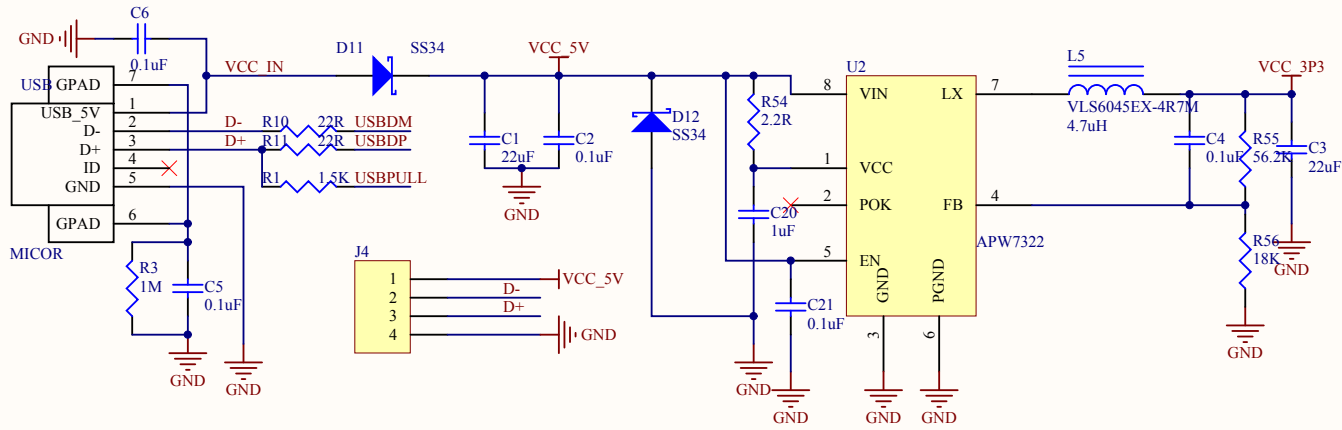 C6
GND
0.1uF
USB
GPAD
7
USB_5V
1
D-
2
D+
3
ID
4
GND
5
GPAD
6
MICOR
VCC_IN
D11
SS34
D-
R10
22R
USBDM
D+
R11
22R
USBDP
R1
1.5K
USBPULL
R3
1M
C5
0.1uF
GND
GND
VCC_5V
C1
22uF
C2
0.1uF
GND
D12
SS34
R54
2.2R
C20
1uF
GND
C21
0.1uF
GND
J4
1
VCC_5V
2
D-
3
D+
4
GND
U2
8
VIN
LX
7
1
VCC
2
POK
FB
4
5
EN
GND
PGND
3
6
APW7322
GND
GND
L5
VLS6045EX-4R7M
4.7uH
VCC_3P3
C4
0.1uF
R55
56.2K
C3
22uF
GND
R56
18K
GND